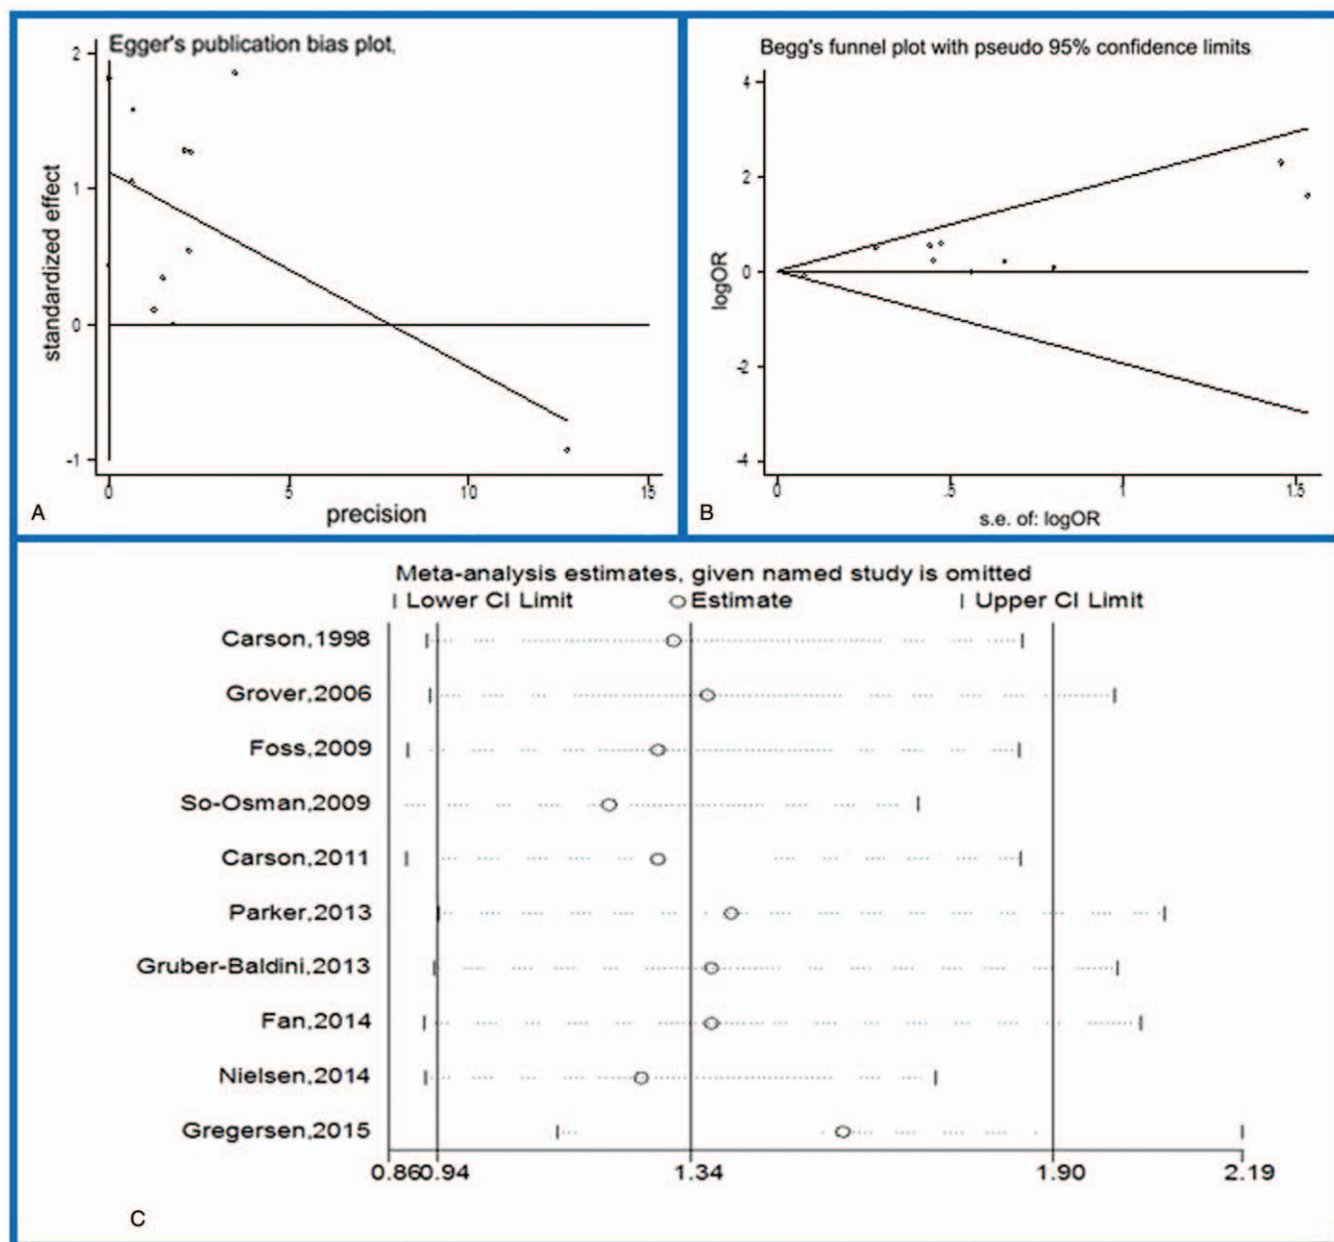 Egger's publication bias plot,
2
1
0
-1
standardized effect
0
5
10
15
precision
A
Begg's funnel plot with pseudo 95% confidence limits
4
2
0
-2
-4
logOR
0
.5
1
1.5
s.e. of: logOR
B
Meta-analysis estimates, given named study is omitted
Lower CI Limit Estimate Upper CI Limit
Carson,1998
Grover,2006
Foss,2009
So-Osman,2009
Carson,2011
Parker,2013
Gruber-Baldini,2013
Fan,2014
Nielsen,2014
Gregersen,2015
0.86 0.94 1.34 1.90 2.19
C